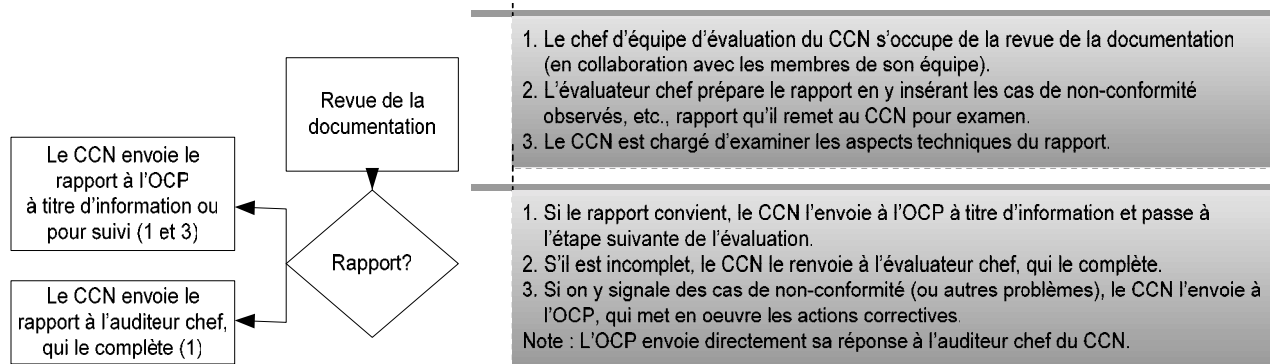 Revue de la
documentation
1. Le chef d'équipe d'évaluation du CCN s'occupe de la revue de la documentation
(en collaboration avec les membres de son équipe).
2. L'évaluateur chef prépare le rapport en y insérant les cas de non-conformité
observés, etc., rapport qu'il remet au CCN pour examen.
3. Le CCN est chargé d'examiner les aspects techniques du rapport.
Le CCN envoie le
rapport à l'OCP
à titre d'information ou
pour suivi (1 et 3)
Rapport?
Le CCN envoie le
rapport à l'auditeur chef,
qui le complète (1)
1. Si le rapport convient, le CCN l'envoie à l'OCP à titre d'information et passe à
l'étape suivante de l'évaluation.
2. S'il est incomplet, le CCN le renvoie à l'évaluateur chef, qui le complète.
3. Si on y signale des cas de non-conformité (ou autres problèmes), le CCN l'envoie à
l'OCP, qui met en oeuvre les actions correctives.
Note : L'OCP envoie directement sa réponse à l'auditeur chef du CCN.